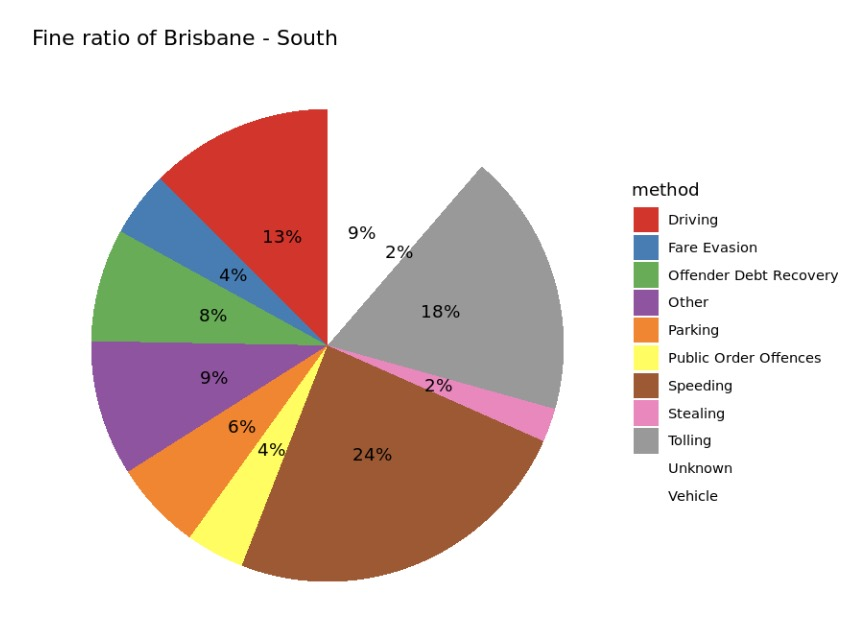 Fine ratio of Brisbane - South
9%
2%
13%
4%
18%
8%
9%
2%
6%
4%
24%
method
Driving
Fare Evasion
Offender Debt Recovery
Other
Parking
Public Order Offences
Speeding
Stealing
Tolling
Unknown
Vehicle